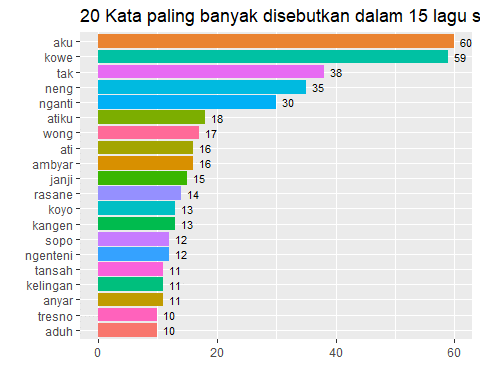 20 Kata paling banyak disebutkan dalam 15 lagu s
aku 60
kowe 59
tak 38
neng 35
nganti 30
atiku 18
wong 17
ati 16
ambyar 16
janji 15
rasane 14
koyo 13
kangen 13
sopo 12
ngenteni 12
tansah 11
kelingan 11
anyar 11
tresno 10
aduh 10
0 20 40 60